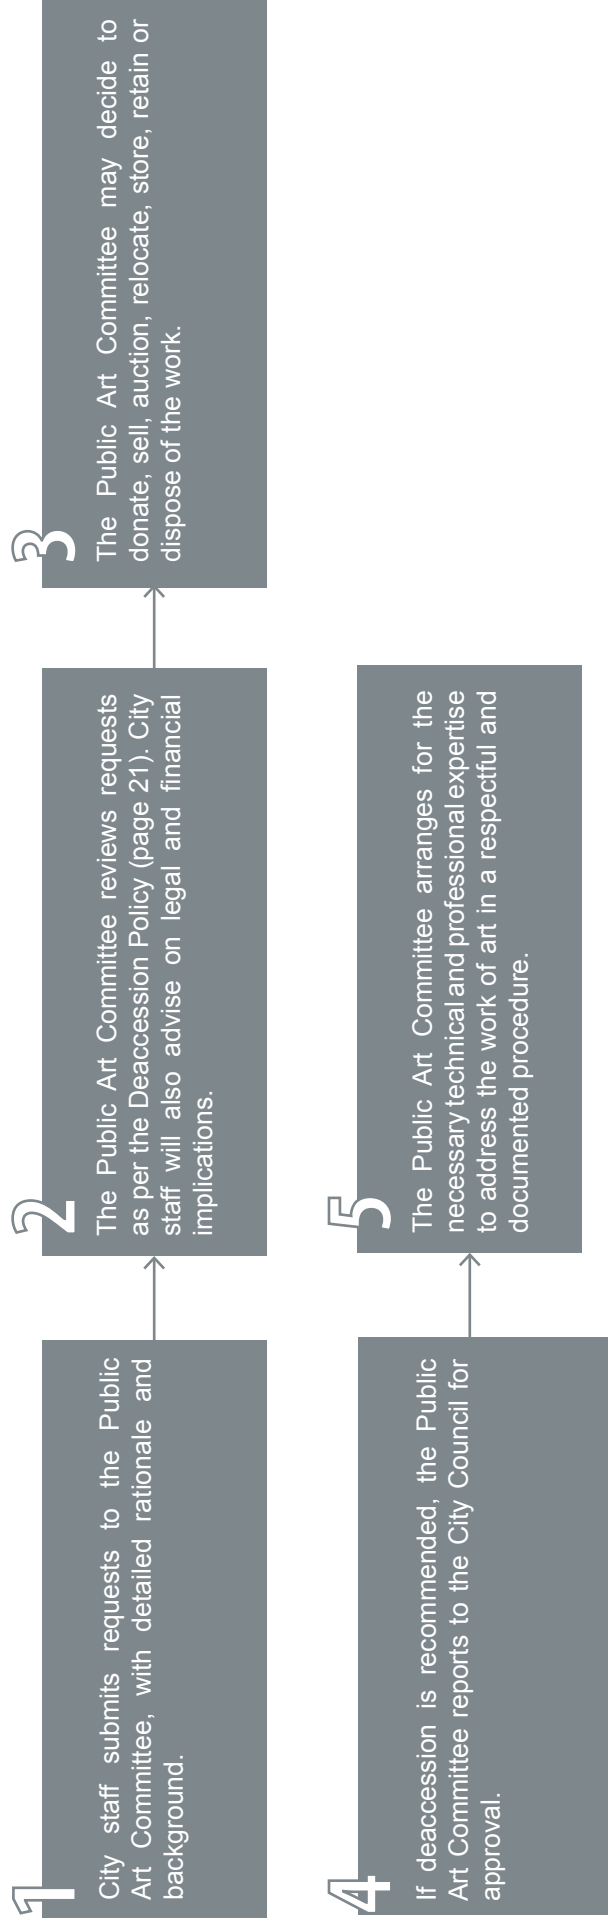 1
City staff submits requests to the Public
Art Committee, with detailed rationale and
background.
2
The Public Art Committee reviews requests
as per the Deaccession Policy (page 21). City
staff will also advise on legal and financial
implications.
3
The Public Art Committee may decide to
donate, sell, auction, relocate, store, retain or
dispose of the work.
4
If deaccession is recommended, the Public
Art Committee reports to the City Council for
approval.
5
The Public Art Committee arranges for the
necessary technical and professional expertise
to address the work of art in a respectful and
documented procedure.